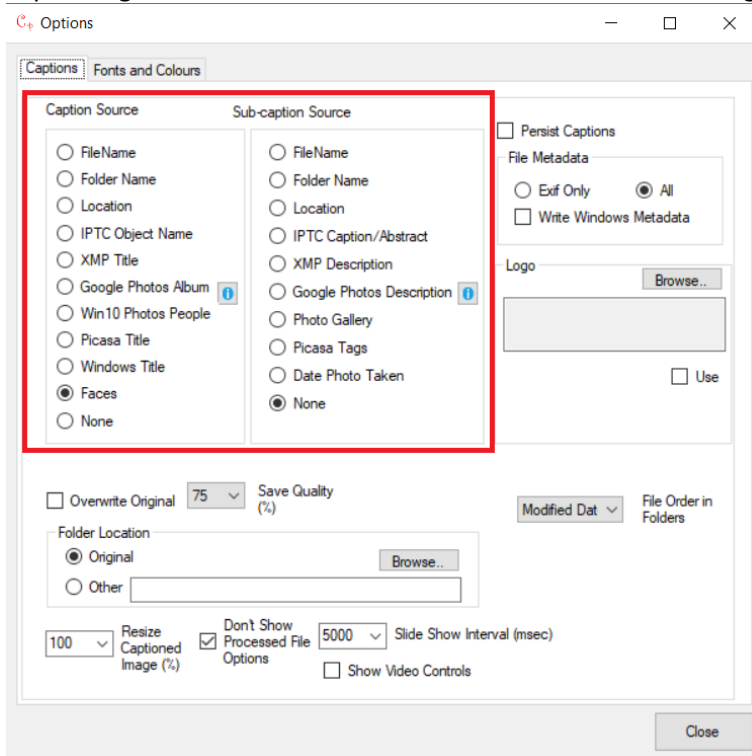 Options
Captions
Fonts and Colours
Caption Source
Sub-caption Source
FileName
Folder Name
Location
IPTC Object Name
XMP Title
Google Photos Album
Win10 Photos People
Picasa Title
Windows Title
Faces
None
FileName
Folder Name
Location
IPTC Caption/Abstract
XMP Description
Google Photos Description
Photo Gallery
Picasa Tags
Date Photo Taken
None
Persist Captions
File Metadata
Exif Only
All
Write Windows Metadata
Logo
Browse..
Use
Overwrite Original
75
Save Quality
(%)
Modified Dat
File Order in
Folders
Folder Location
Original
Browse..
Other
100
Resize
Captioned
Image (%)
Don't Show
Processed File
Options
5000
Slide Show Interval (msec)
Show Video Controls
Close